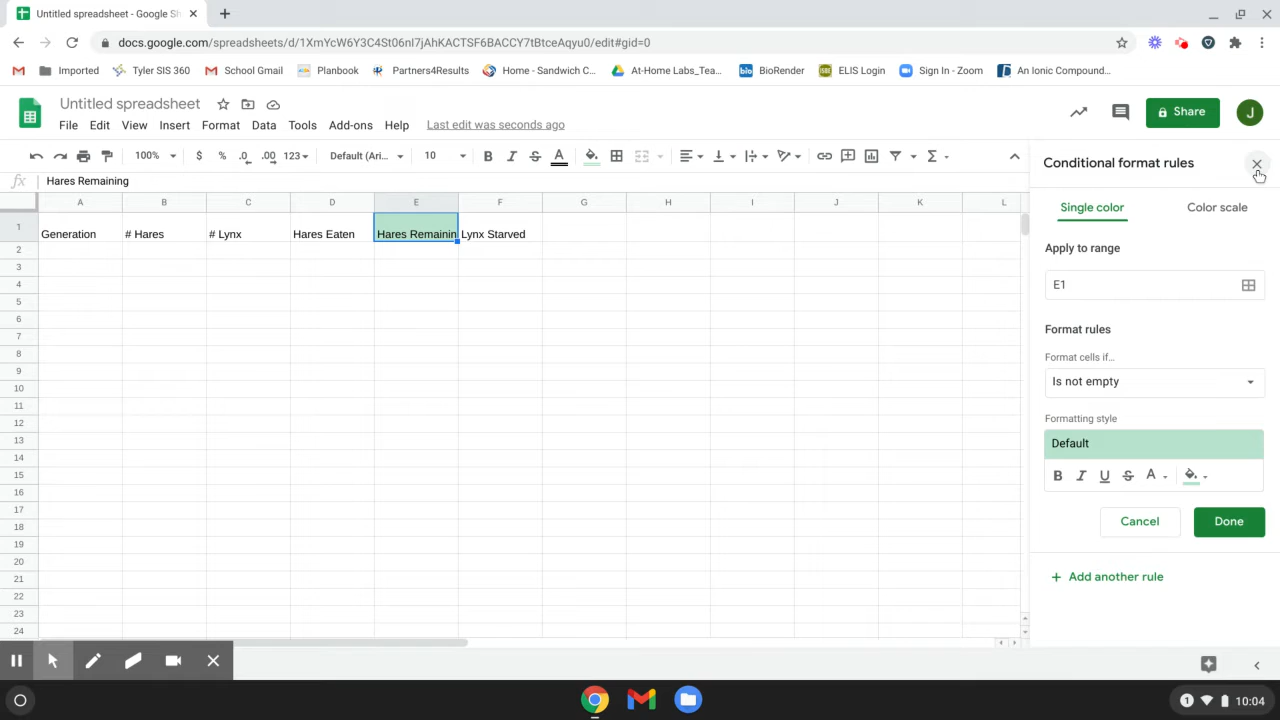 Untitled spreadsheet - Google Sh
docs.google.com/spreadsheets/d/1XmYcW6Y3C4St06nI7jAhKACTSF6BACCY7tBtceAqyu0/edit#gid=0
Imported
Tyler SIS 360
School Gmail
Planbook
Partners4Results
Home - Sandwich C...
At-Home Labs_Tea...
bio
BioRender
ELIS Login
Sign In - Zoom
An Ionic Compound...
Untitled spreadsheet
Share
J
File Edit View Insert Format Data Tools Add-ons Help Last edit was seconds ago
100% $ % .0 .00 123 Default (Ari... 10 B I S A
Conditional format rules
fx Hares Remaining
A B C D E F G H I J K L
Single color Color scale
1 Generation # Hares # Lynx Hares Eaten Hares Remainin Lynx Starved
2
3
4
5
6
7
8
9
10
11
12
13
14
15
16
17
18
19
20
21
22
23
24
Apply to range
E1
Format rules
Format cells if...
Is not empty
Formatting style
Default
B I U S A
Cancel Done
+ Add another rule
1 10:04